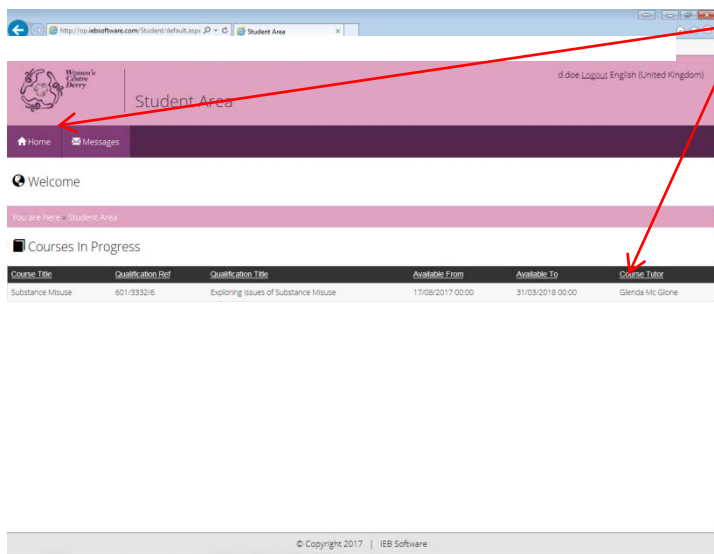 http://op.iebsoftware.com/Student/default.aspx
Student Area
Women's
Centre
Derry
Student Area
d.doe Logout English (United Kingdom)
Home Messages
Welcome
You are here » Student Area
Courses In Progress
Course Title Qualification Ref Qualification Title Available From Available To Course Tutor
Substance Misuse 601/3332/6 Exploring Issues of Substance Misuse 17/08/2017 00:00 31/03/2018 00:00 Glenda Mc Glone
© Copyright 2017 | IEB Software